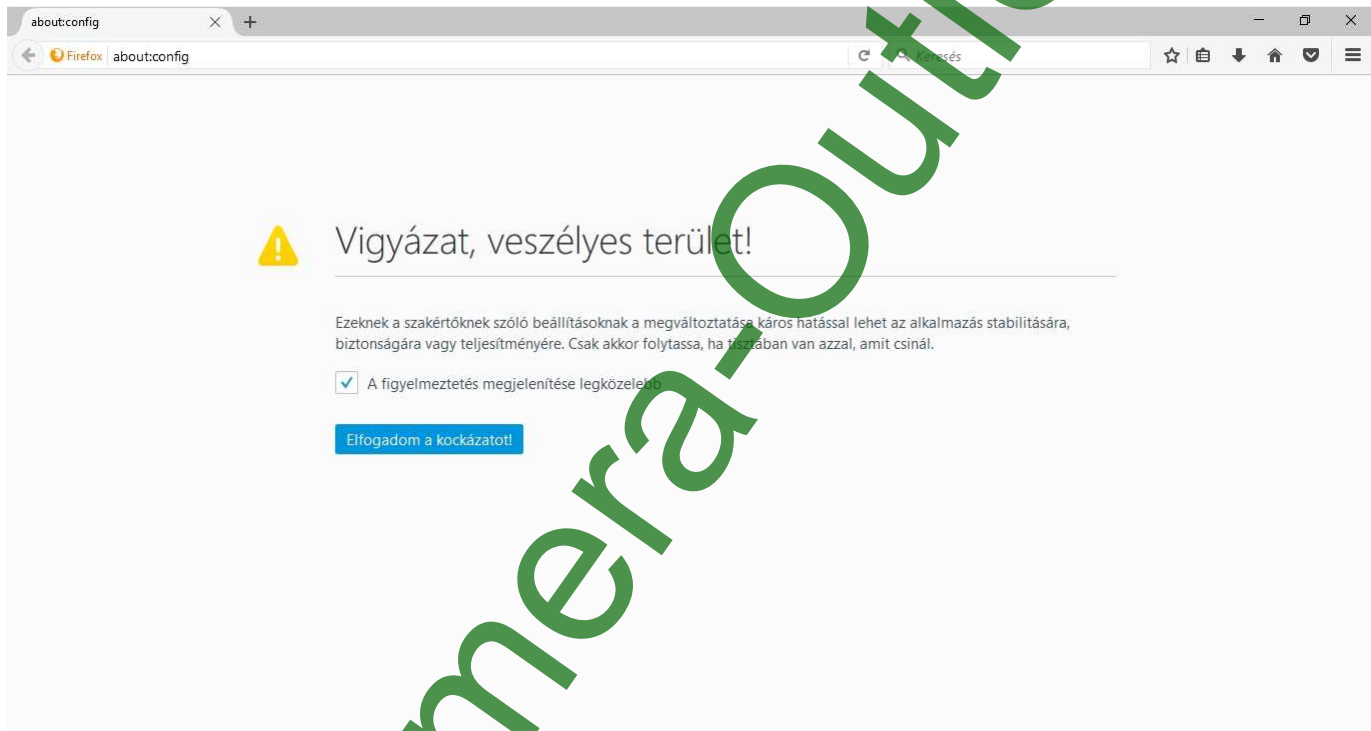 about:config
Firefox about:config Keresés
Vigyázat, veszélyes terület!
Ezeknek a szakértőknek szóló beállításoknak a megváltoztatása káros hatással lehet az alkalmazás stabilitására,
biztonságára vagy teljesítményére. Csak akkor folytassa, ha tisztában van azzal, amit csinál.
A figyelmeztetés megjelenítése legközelebb
Elfogadom a kockázatot!
mera-Outl